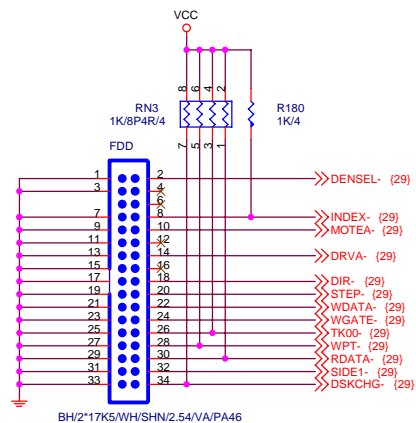 VCC
8 6 4 2
RN3
1K/8P4R/4
R180
1K/4
7 5 3 1
FDD
1 2 DENSEL- {29}
3 4
6
7 8 INDEX- {29}
9 10 MOTEA- {29}
11 12
13 14 DRVA- {29}
15 16
17 18 DIR- {29}
19 20 STEP- {29}
21 22 WDATA- {29}
23 24 WGATE- {29}
25 26 TK00- {29}
27 28 WPT- {29}
29 30 RDATA- {29}
31 32 SIDE1- {29}
33 34 DSKCHG- {29}
BH/2*17K5/WH/SHN/2.54/VA/PA46